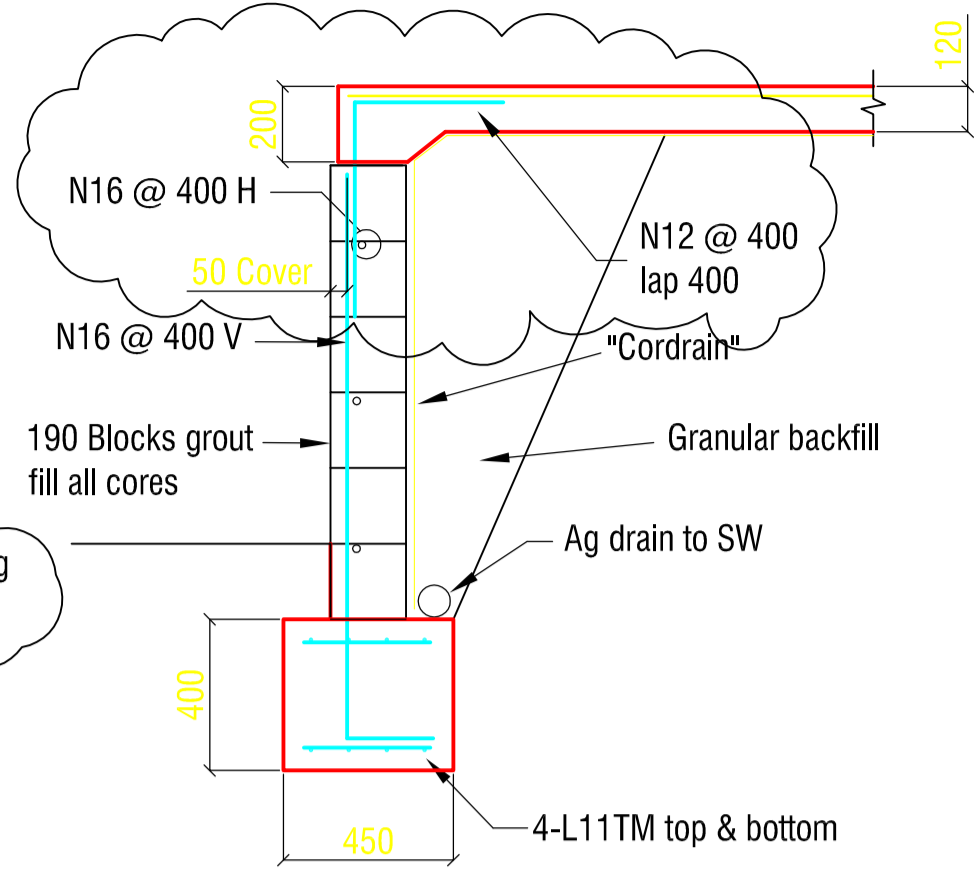 120
200
N16 @ 400 H
N12 @ 400
lap 400
50 Cover
N16 @ 400 V
"Cordrain"
190 Blocks grout
fill all cores
Granular backfill
Ag drain to SW
g
400
4-L11TM top & bottom
450